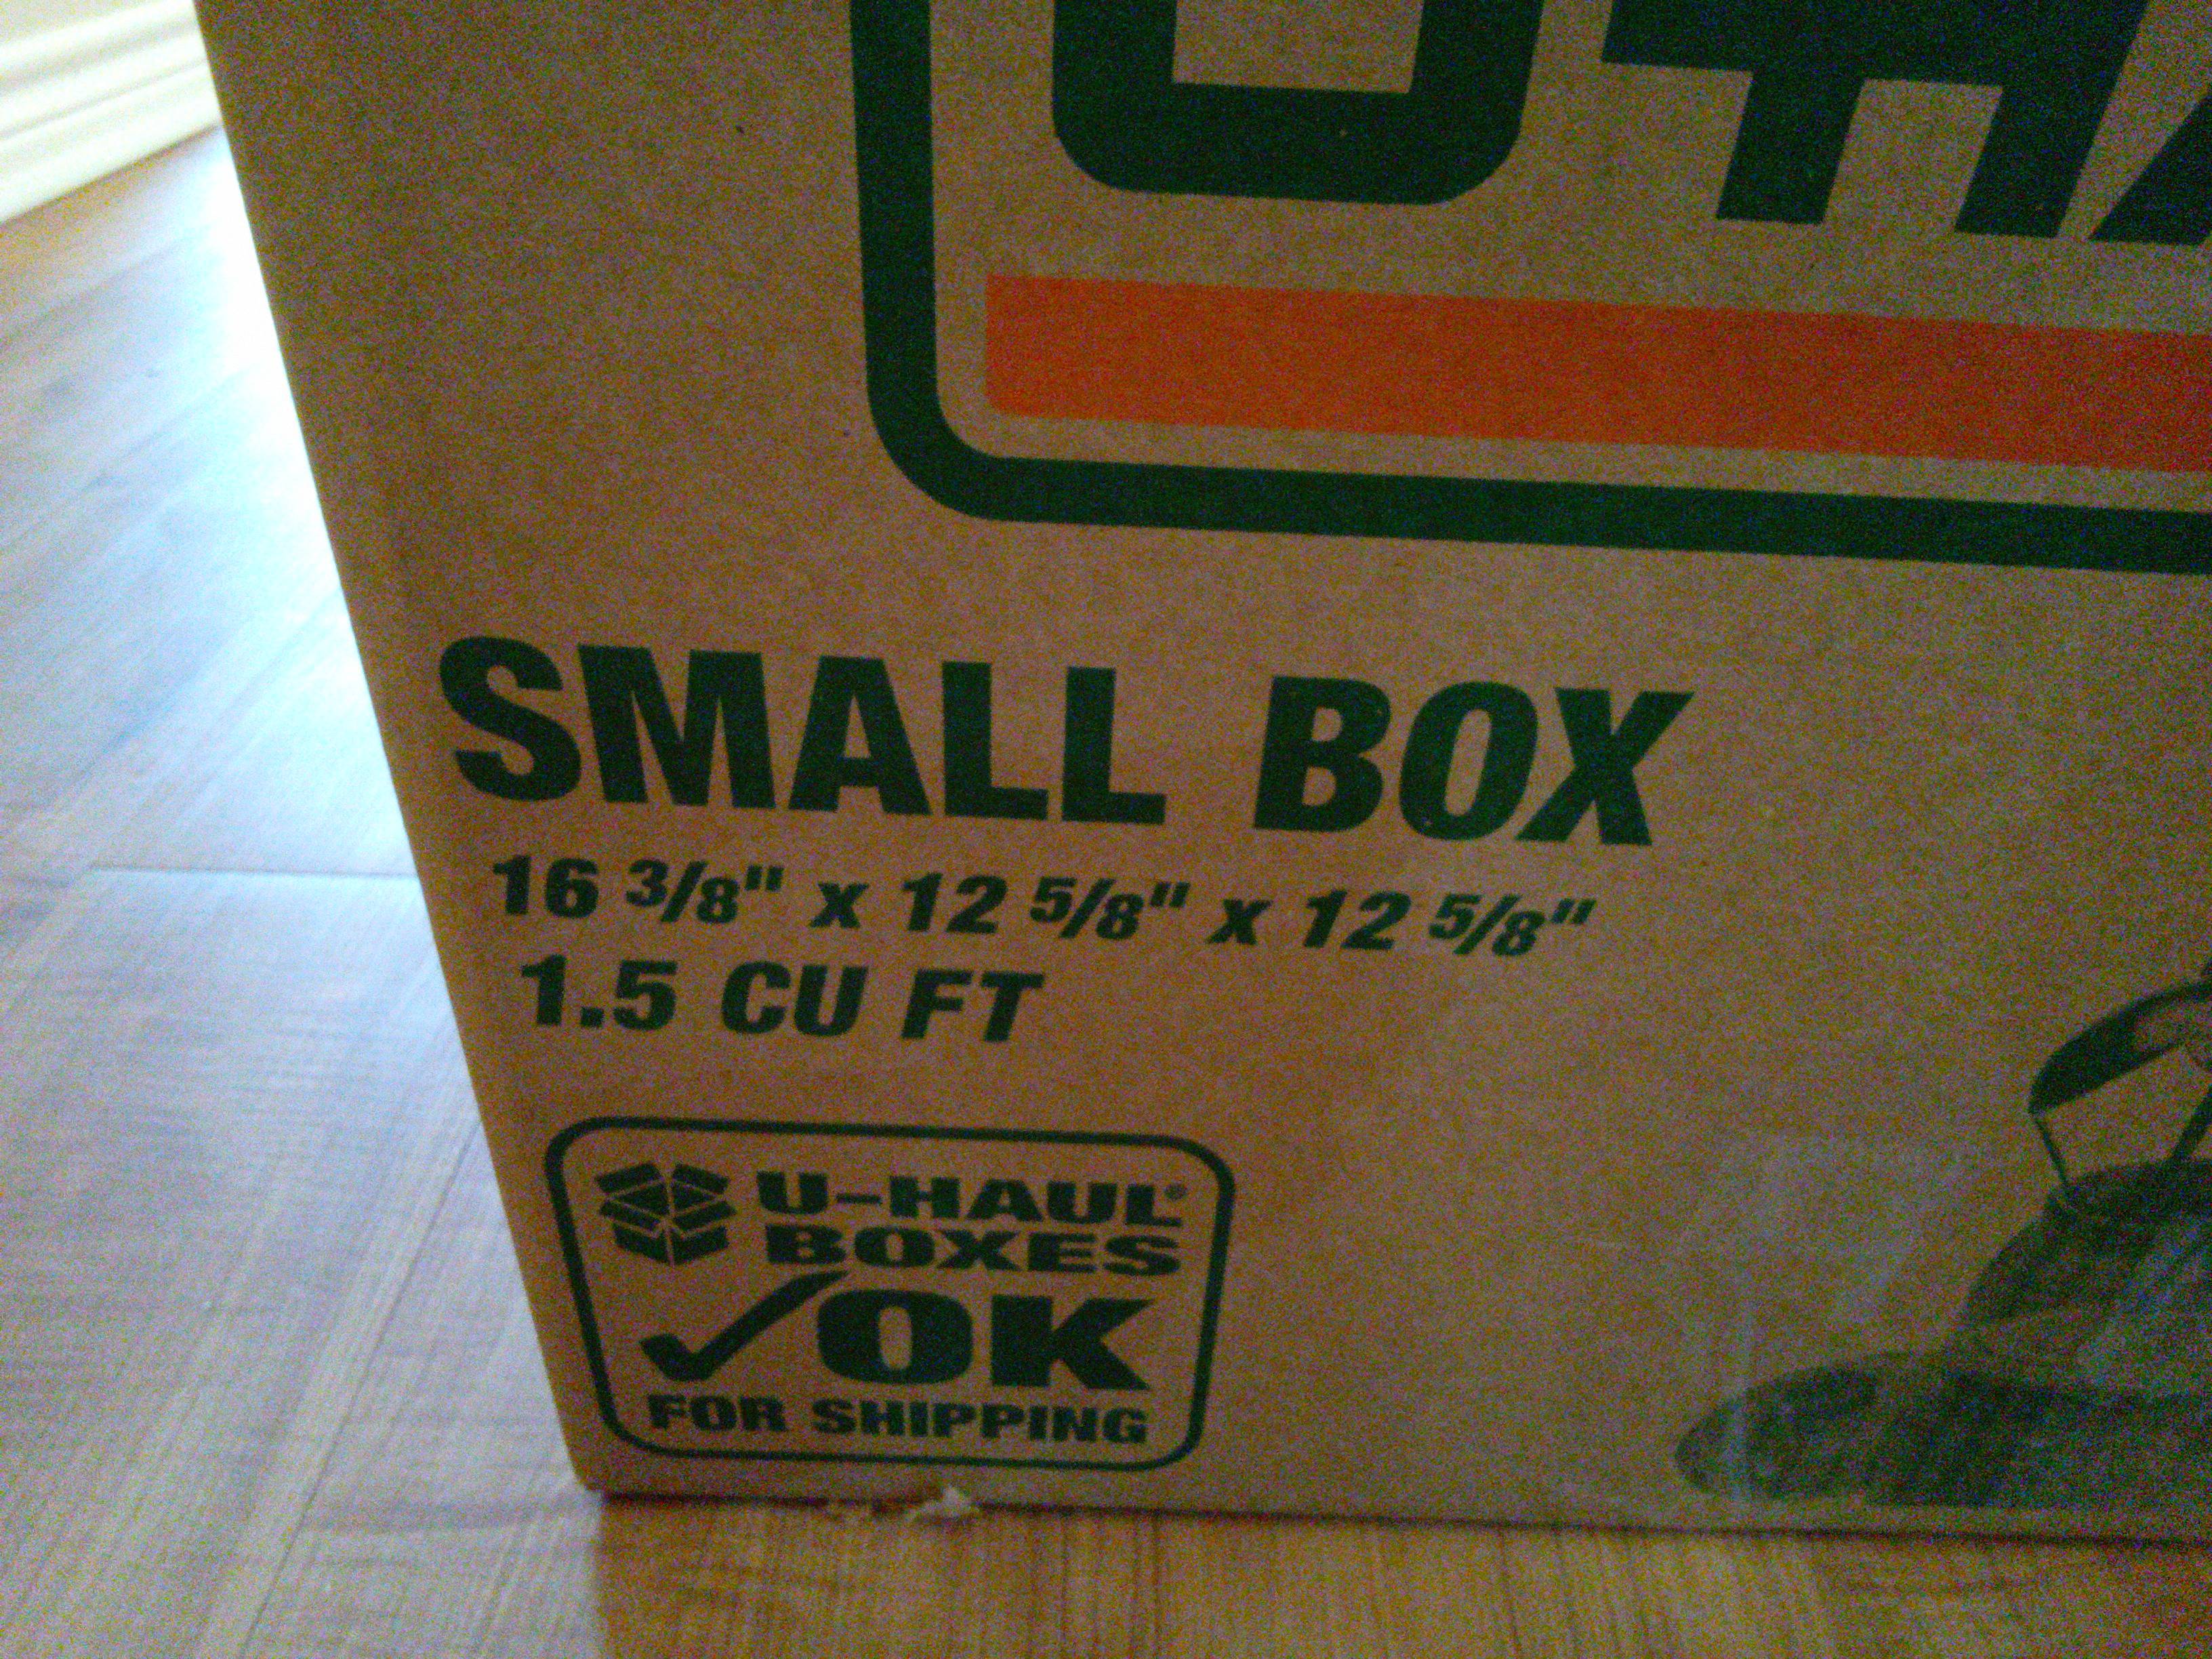 U-HA
SMALL BOX
16 3/8" x 12 5/8" x 12 5/8"
1.5 CU FT
U-HAUL®
BOXES
✓OK
FOR SHIPPING